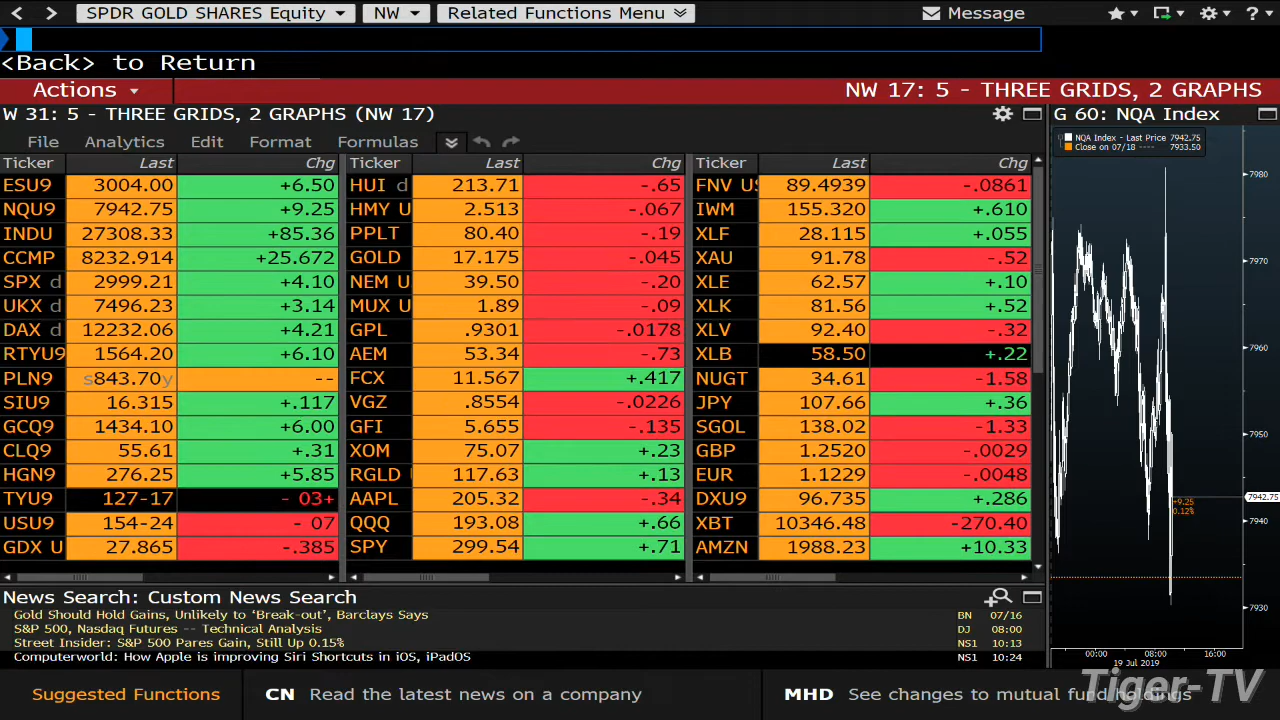 SPDR GOLD SHARES Equity NW Related Functions Menu Message
<Back> to Return
Actions NW 17: 5 - THREE GRIDS, 2 GRAPHS
W 31: 5 - THREE GRIDS, 2 GRAPHS (NW 17) G 60: NQA Index
File Analytics Edit Format Formulas
NQA Index - Last Price 7942.75
Close on 07/18 ---- 7933.50
Ticker Last Chg Ticker Last Chg Ticker Last Chg
ESU9 3004.00 +6.50 HUI d 213.71 -.65 FNV US 89.4939 -.0861
NQU9 7942.75 +9.25 HMY U 2.513 -.067 IWM 155.320 +.610
INDU 27308.33 +85.36 PPLT 80.40 -.19 XLF 28.115 +.055
CCMP 8232.914 +25.672 GOLD 17.175 -.045 XAU 91.78 -.52
SPX d 2999.21 +4.10 NEM U 39.50 -.20 XLE 62.57 +.10
UKX d 7496.23 +3.14 MUX U 1.89 -.09 XLK 81.56 +.52
DAX d 12232.06 +4.21 GPL .9301 -.0178 XLV 92.40 -.32
RTYU9 1564.20 +6.10 AEM 53.34 -.73 XLB 58.50 +.22
PLN9 s843.70y -- FCX 11.567 +.417 NUGT 34.61 -1.58
SIU9 16.315 +.117 VGZ .8554 -.0226 JPY 107.66 +.36
GCQ9 1434.10 +6.00 GFI 5.655 -.135 SGOL 138.02 -1.33
CLQ9 55.61 +.31 XOM 75.07 +.23 GBP 1.2520 -.0029
HGN9 276.25 +5.85 RGLD 117.63 +.13 EUR 1.1229 -.0048
TYU9 127-17 - 03+ AAPL 205.32 -.34 DXU9 96.735 +.286
USU9 154-24 - 07 QQQ 193.08 +.66 XBT 10346.48 -270.40
GDX U 27.865 -.385 SPY 299.54 +.71 AMZN 1988.23 +10.33
7980
7970
7960
7950
7942.75
+9.25
0.12%
7940
7930
00:00 08:00 16:00
19 Jul 2019
News Search: Custom News Search
Gold Should Hold Gains, Unlikely to ‘Break-out’, Barclays Says BN 07/16
S&P 500, Nasdaq Futures -- Technical Analysis DJ 08:00
Street Insider: S&P 500 Pares Gain, Still Up 0.15% NS1 10:13
Computerworld: How Apple is improving Siri Shortcuts in iOS, iPadOS NS1 10:24
Suggested Functions CN Read the latest news on a company MHD See changes to mutual fund holdings
Tiger-TV